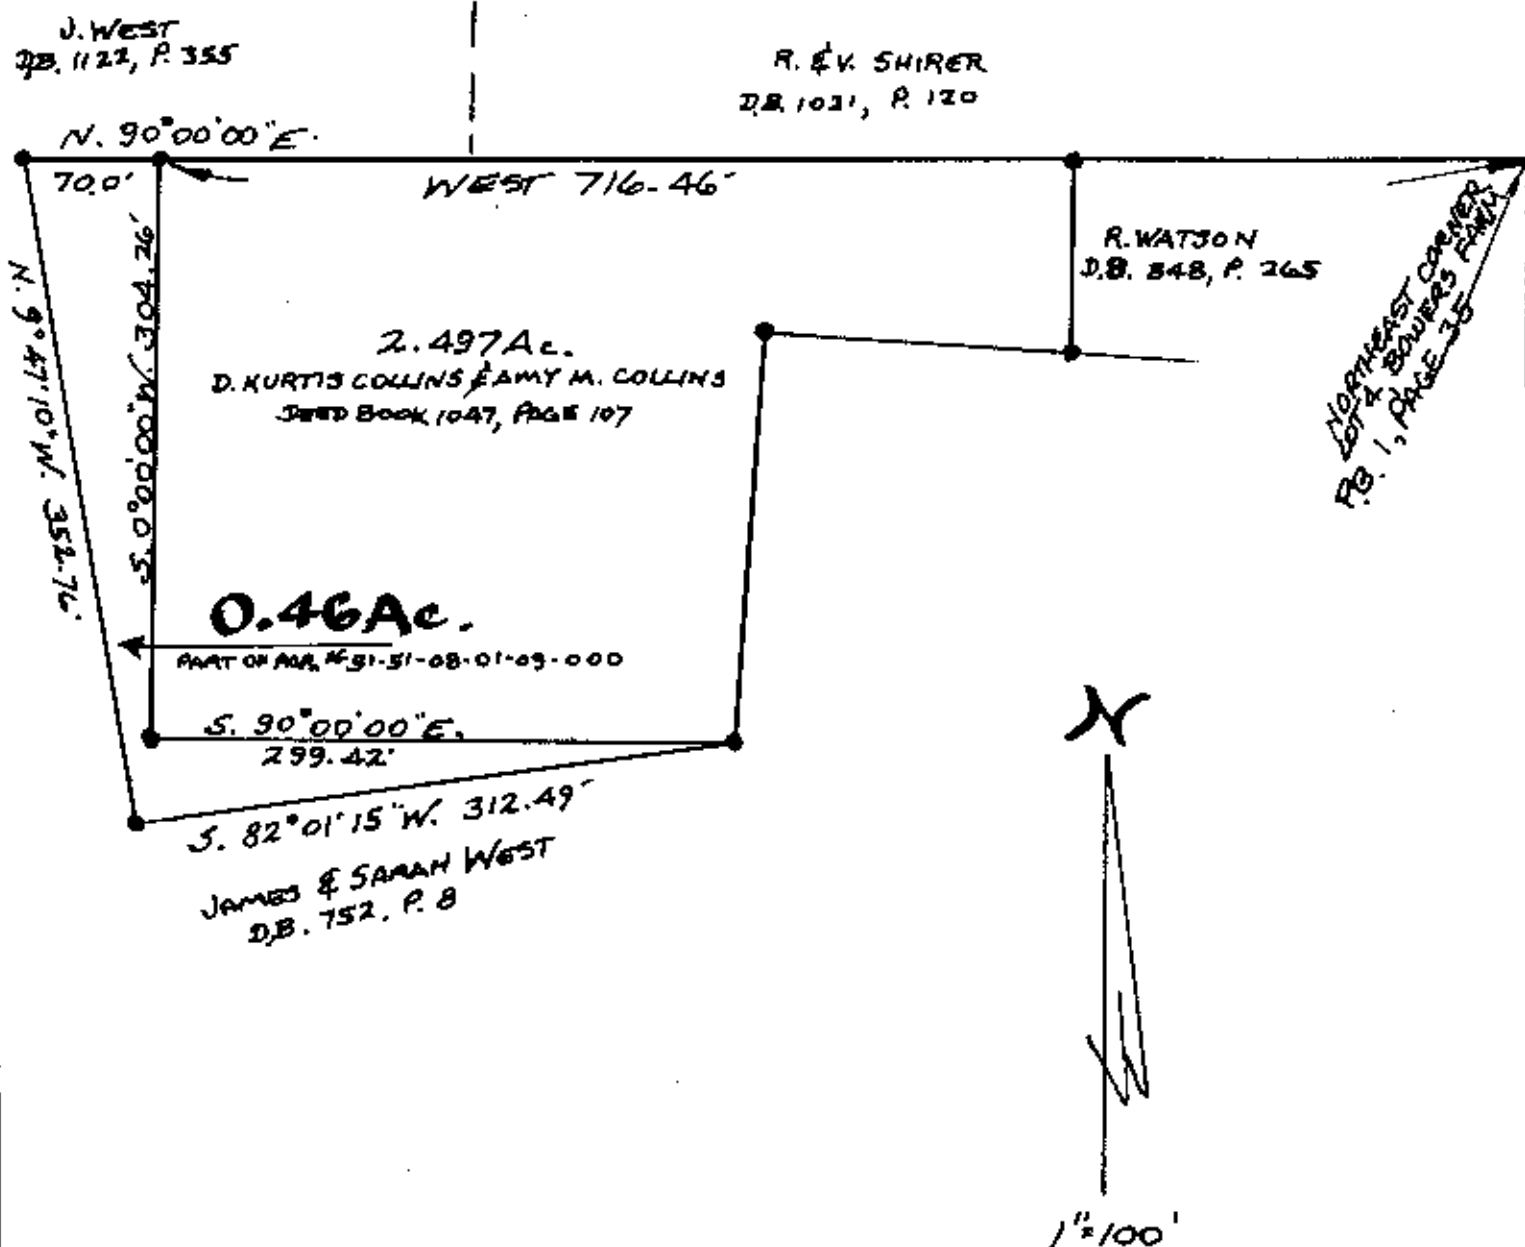 J. WEST
D.B. 1122, P. 355
R. & V. SHIRER
D.B. 1021, P. 120
N. 90°00'00"E.
70.0'
WEST 716.46'
R. WATSON
D.B. 848, P. 265
NORTHEAST CORNER
LOT 4 BOWERS FARM
P.B. 1, PAGE 35
N. 9°47'10"W. 352.76'
S. 0°00'00"W. 304.26'
2.497 Ac.
D. KURTIS COLLINS & AMY M. COLLINS
DEED BOOK 1047, PAGE 107
0.46 Ac.
PART OF PAR. # 51-51-08-01-09-000
S. 90°00'00"E.
299.42'
S. 82°01'15"W. 312.49'
JAMES & SARAH WEST
D.B. 752, P. 8
N
1"=100'